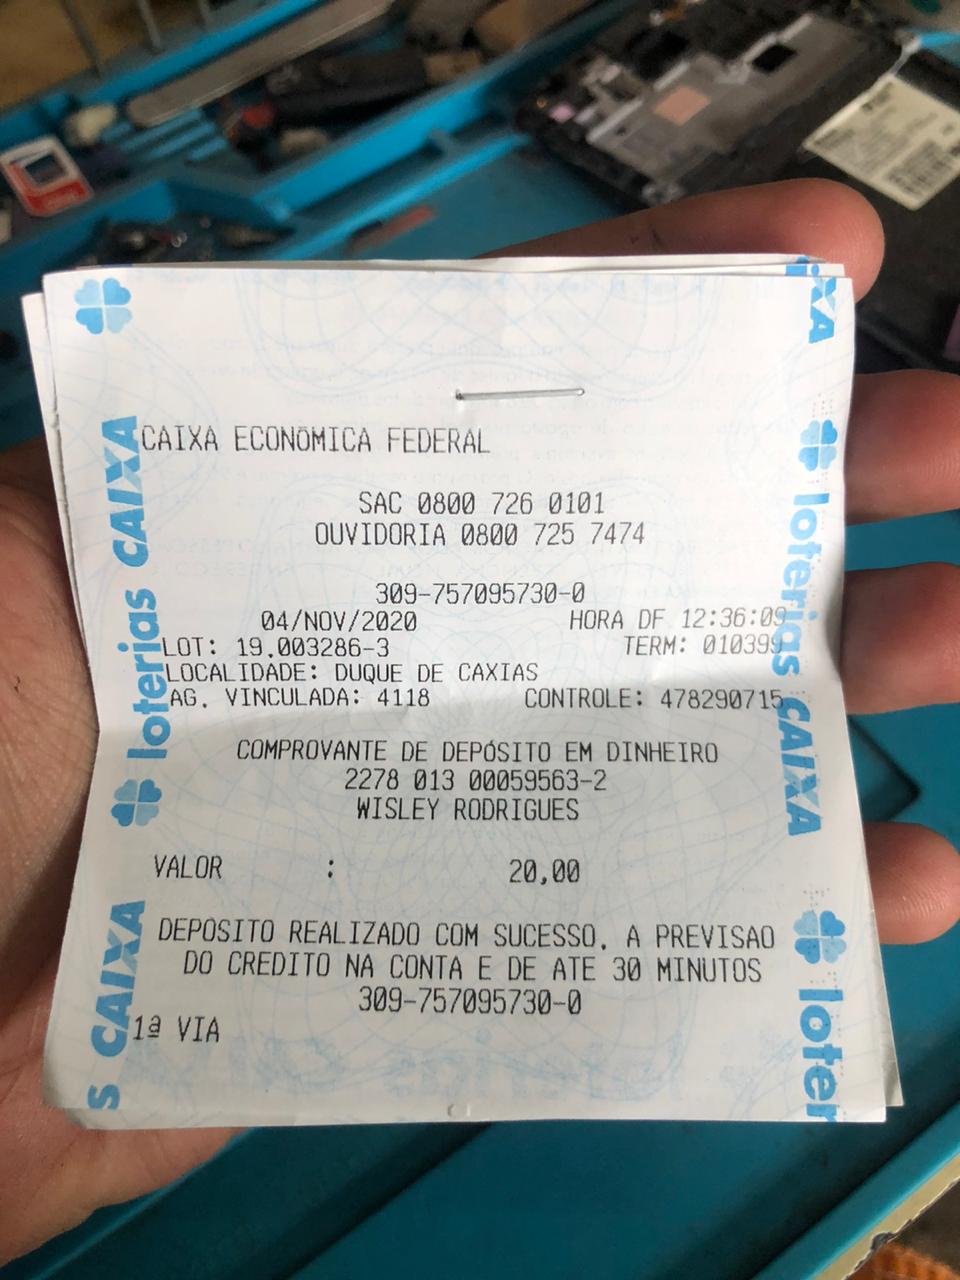 CAIXA ECONÔMICA FEDERAL
SAC 0800 726 0101
OUVIDORIA 0800 725 7474
309-757095730-0
04/NOV/2020 HORA DF 12:36:09
LOT: 19.003286-3 TERM: 010399
LOCALIDADE: DUQUE DE CAXIAS
AG. VINCULADA: 4118 CONTROLE: 478290715
COMPROVANTE DE DEPÓSITO EM DINHEIRO
2278 013 00059563-2
WISLEY RODRIGUES
VALOR : 20,00
DEPOSITO REALIZADO COM SUCESSO. A PREVISAO
DO CREDITO NA CONTA E DE ATE 30 MINUTOS
309-757095730-0
1ª VIA
loterias CAIXA
s CAIXA
XA
loterias CAIXA
loter